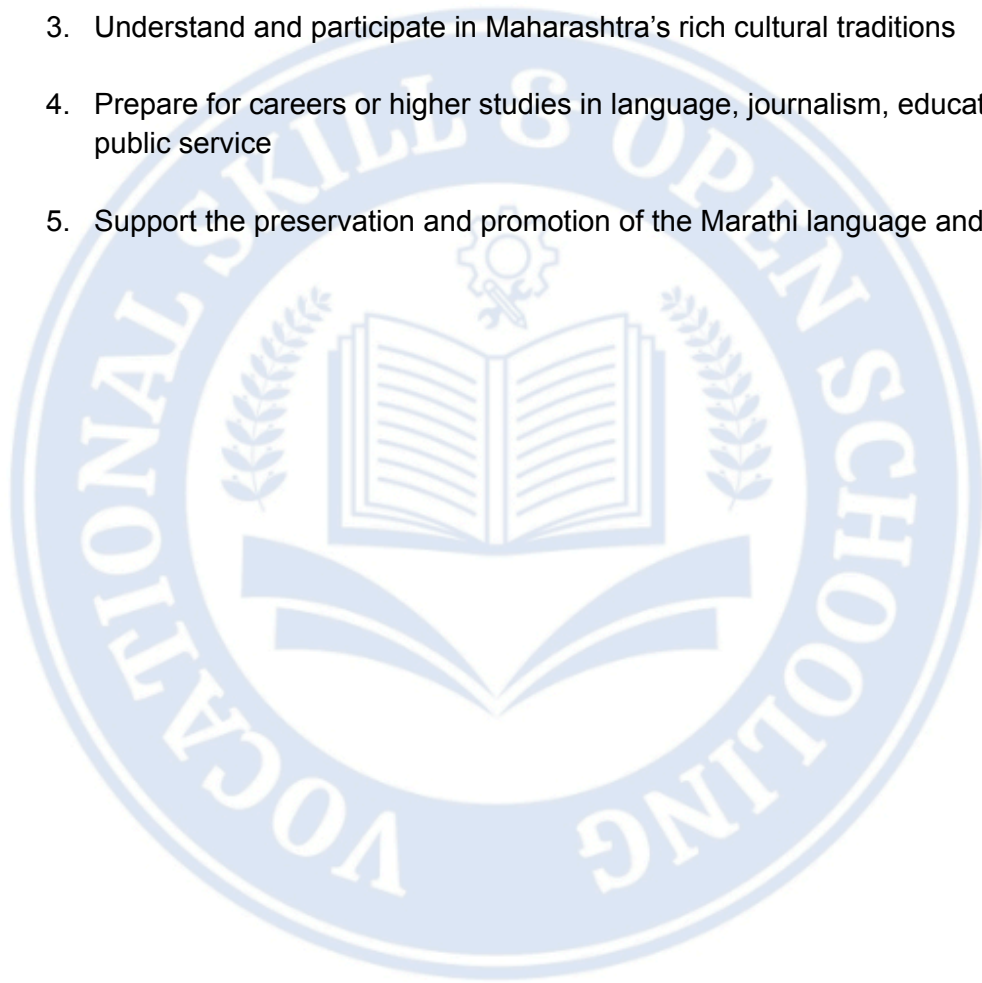 3. Understand and participate in Maharashtra’s rich cultural traditions
4. Prepare for careers or higher studies in language, journalism,
public service
5. Support the preservation and promotion of the Marathi language and
VOCATIONAL SKILL & OPEN SCHOOLING